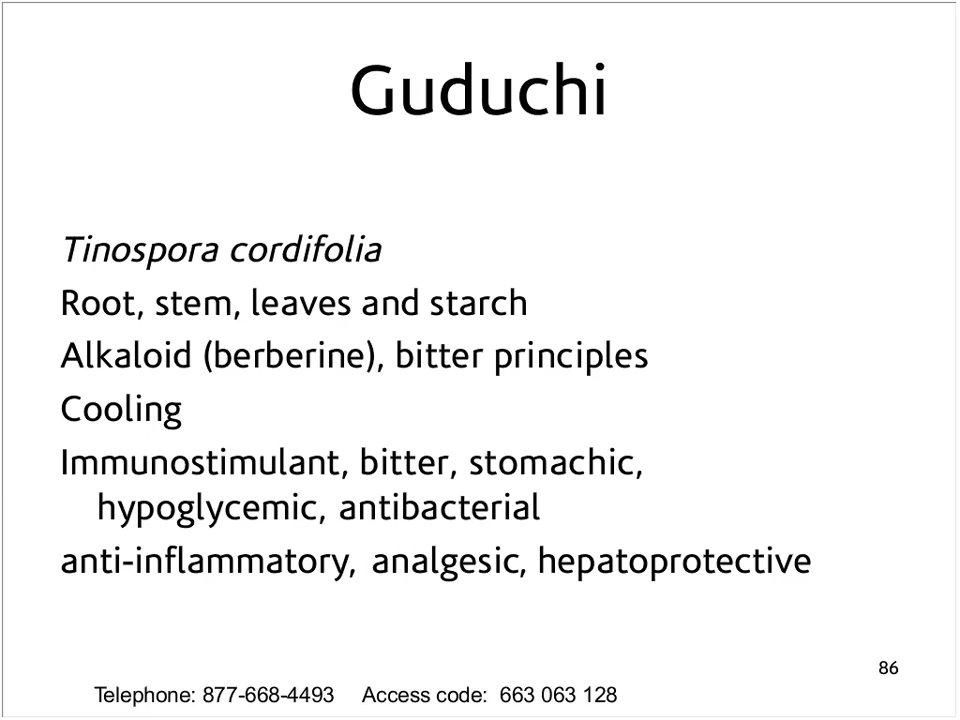 Guduchi
Tinospora cordifolia
Root, stem, leaves and starch
Alkaloid (berberine), bitter principles
Cooling
Immunostimulant, bitter, stomachic,
hypoglycemic, antibacterial
anti-inflammatory, analgesic, hepatoprotective
86
Telephone: 877-668-4493 Access code: 663 063 128